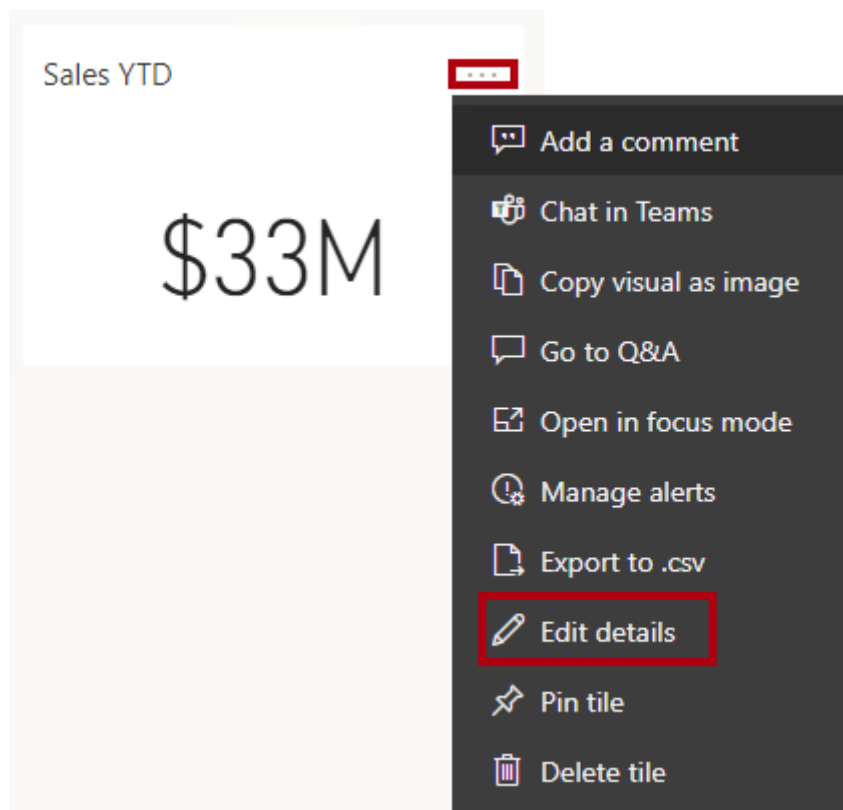 Sales YTD
...
$33M
Add a comment
Chat in Teams
Copy visual as image
Go to Q&A
Open in focus mode
Manage alerts
Export to .csv
Edit details
Pin tile
Delete tile